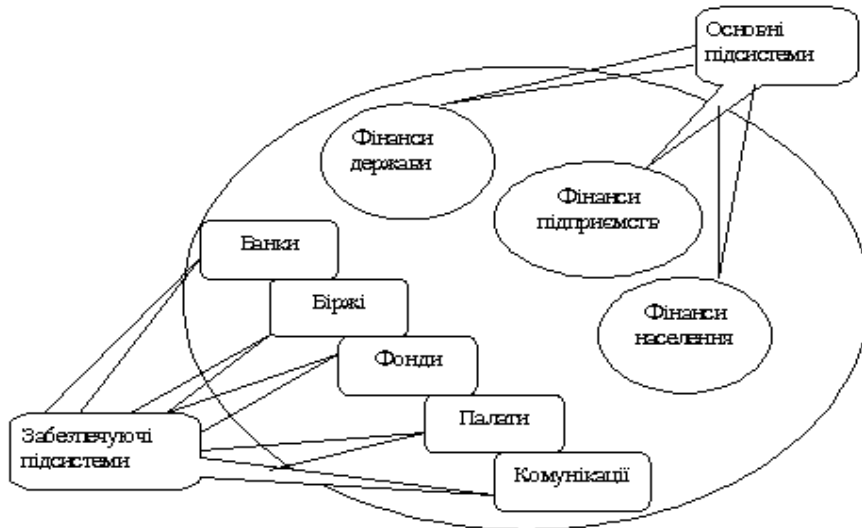 Основні
підсистеми
Фінанси
держави
Фінанси
підприємств
Банки
Біржі
Фінанси
населення
Фонди
Палати
Забезпечуючі
підсистеми
Комунікації